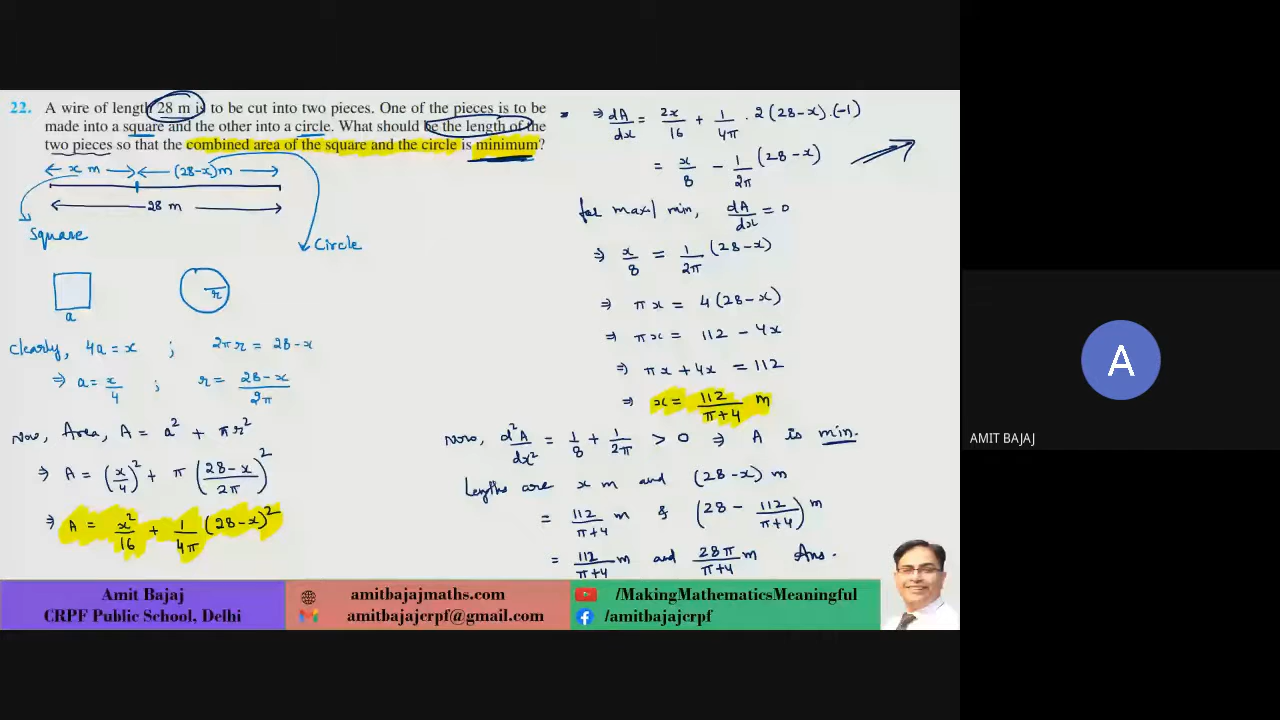 22. A wire of length 28 m is to be cut into two pieces. One of the pieces is to be
made into a square and the other into a circle. What should be the length of the
two pieces so that the combined area of the square and the circle is minimum?
x m (28-x)m
28 m
Square
Circle
a
r
Clearly, 4a = x ; 2πr = 28-x
⇒ a = x/4 ; r = (28-x)/2π
Now, Area, A = a² + πr²
⇒ A = (x/4)² + π((28-x)/2π)²
⇒ A = x²/16 + 1/4π (28-x)²
⇒ dA/dx = 2x/16 + 1/4π · 2(28-x)·(-1)
= x/8 - 1/2π (28-x)
for max/min, dA/dx = 0
⇒ x/8 = 1/2π (28-x)
⇒ πx = 4(28-x)
⇒ πx = 112 - 4x
⇒ πx + 4x = 112
⇒ x = 112/(π+4) m
Now, d²A/dx² = 1/8 + 1/2π > 0 ⇒ A is min.
Lengths are x m and (28-x) m
= 112/(π+4) m & (28 - 112/(π+4)) m
= 112/(π+4) m and 28π/(π+4) m Ans.
Amit Bajaj
CRPF Public School, Delhi
amitbajajmaths.com
amitbajajcrpf@gmail.com
/MakingMathematicsMeaningful
/amitbajajcrpf
A
AMIT BAJAJ